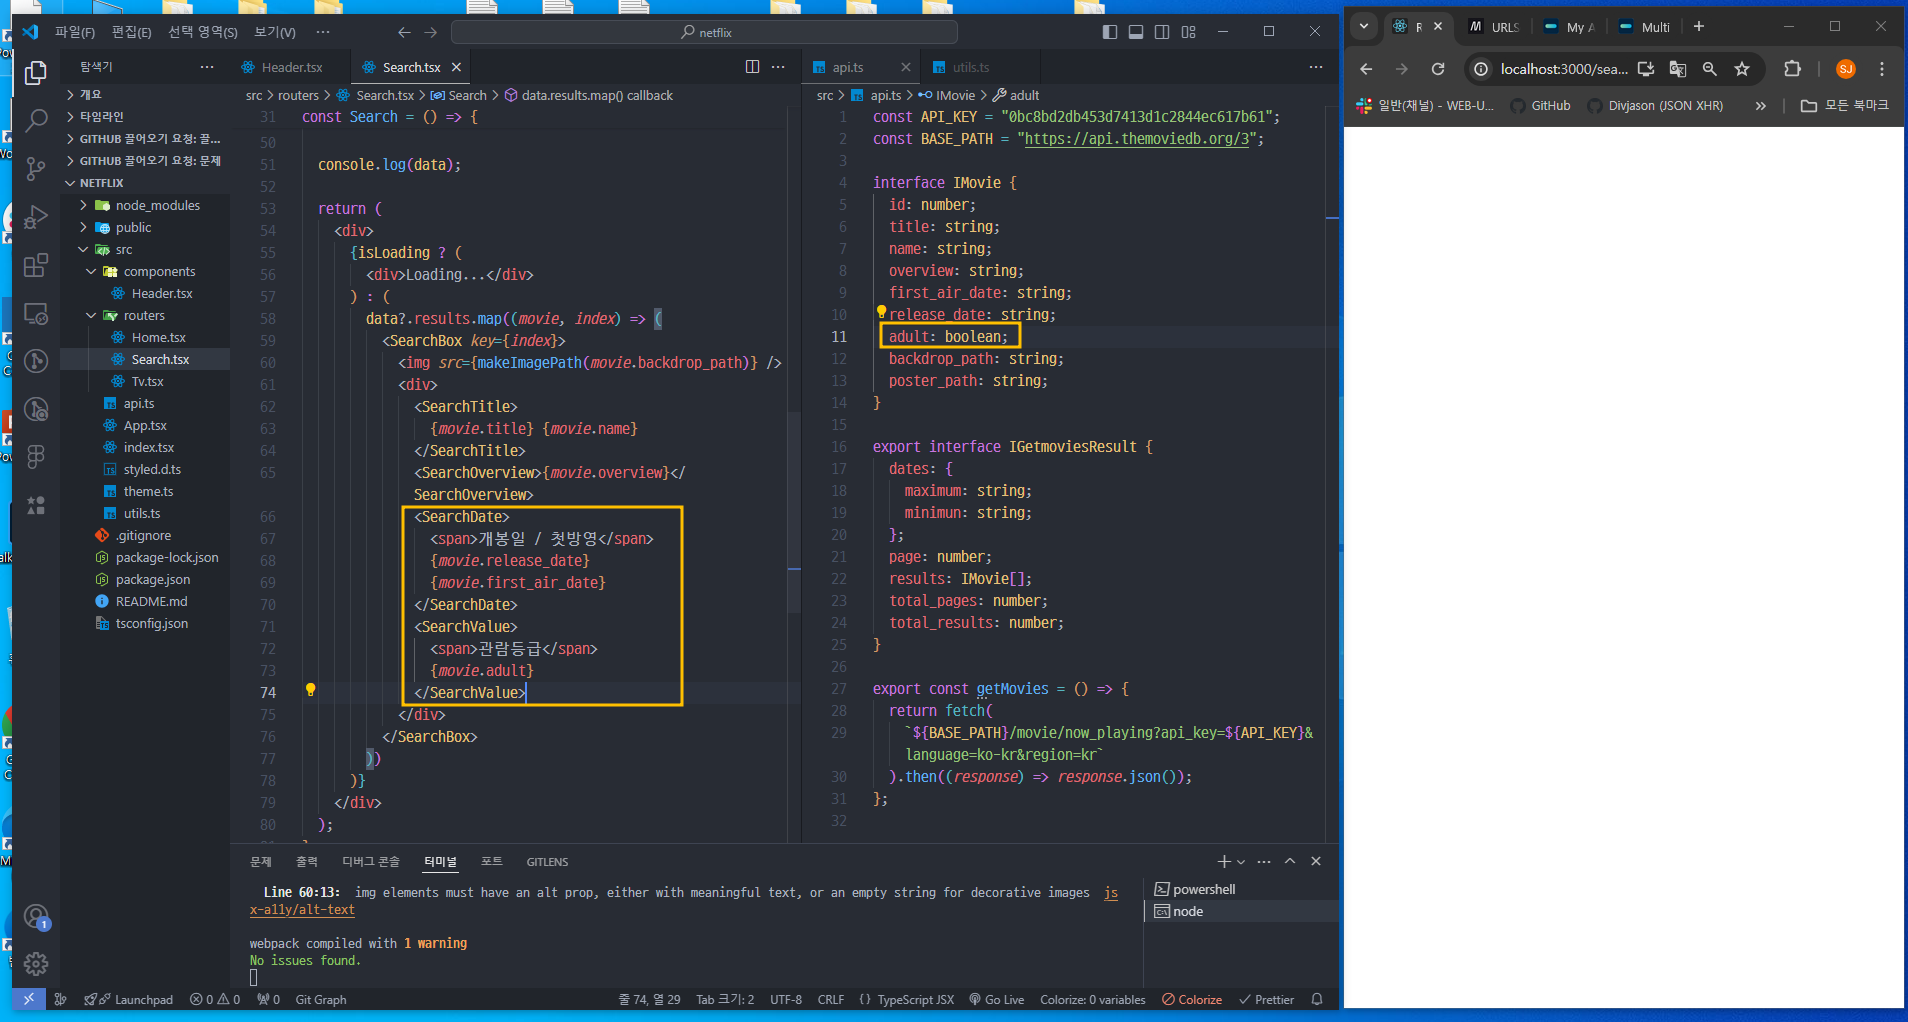 파일(F) 편집(E) 선택 영역(S) 보기(V) ··· netflix
탐색기 ···
개요
타임라인
GITHUB 끌어오기 요청: 끌...
GITHUB 끌어오기 요청: 문제
NETFLIX
node_modules
public
src
components
Header.tsx
routers
Home.tsx
Search.tsx
Tv.tsx
api.ts
App.tsx
index.tsx
styled.d.ts
theme.ts
utils.ts
.gitignore
package-lock.json
package.json
README.md
tsconfig.json
Header.tsx Search.tsx
src > routers > Search.tsx > Search > data.results.map() callback
31 const Search = () => {
50
51 console.log(data);
52
53 return (
54 <div>
55 {isLoading ? (
56 <div>Loading...</div>
57 ) : (
58 data?.results.map((movie, index) => (
59 <SearchBox key={index}>
60 <img src={makeImagePath(movie.backdrop_path)} />
61 <div>
62 <SearchTitle>
63 {movie.title} {movie.name}
64 </SearchTitle>
65 <SearchOverview>{movie.overview}</
SearchOverview>
66 <SearchDate>
67 <span>개봉일 / 첫방영</span>
68 {movie.release_date}
69 {movie.first_air_date}
70 </SearchDate>
71 <SearchValue>
72 <span>관람등급</span>
73 {movie.adult}
74 </SearchValue>
75 </div>
76 </SearchBox>
77 ))
78 )}
79 </div>
80 );
api.ts utils.ts
src > api.ts > IMovie > adult
1 const API_KEY = "0bc8bd2db453d7413d1c2844ec617b61";
2 const BASE_PATH = "https://api.themoviedb.org/3";
3
4 interface IMovie {
5 id: number;
6 title: string;
7 name: string;
8 overview: string;
9 first_air_date: string;
10 release_date: string;
11 adult: boolean;
12 backdrop_path: string;
13 poster_path: string;
14 }
15
16 export interface IGetmoviesResult {
17 dates: {
18 maximum: string;
19 minimun: string;
20 };
21 page: number;
22 results: IMovie[];
23 total_pages: number;
24 total_results: number;
25 }
26
27 export const getMovies = () => {
28 return fetch(
29 `${BASE_PATH}/movie/now_playing?api_key=${API_KEY}&
language=ko-kr&region=kr`
30 ).then((response) => response.json());
31 };
32
문제 출력 디버그 콘솔 터미널 포트 GITLENS
Line 60:13: img elements must have an alt prop, either with meaningful text, or an empty string for decorative images js
x-a11y/alt-text
webpack compiled with 1 warning
No issues found.
powershell
node
Launchpad 0 0 0 Git Graph 줄 74, 열 29 Tab 크기: 2 UTF-8 CRLF {} TypeScript JSX Go Live Colorize: 0 variables Colorize Prettier
1
URLS My A Multi
localhost:3000/sea... SJ
일반(채널) - WEB-U... GitHub Divjason (JSON XHR) » 모든 북마크